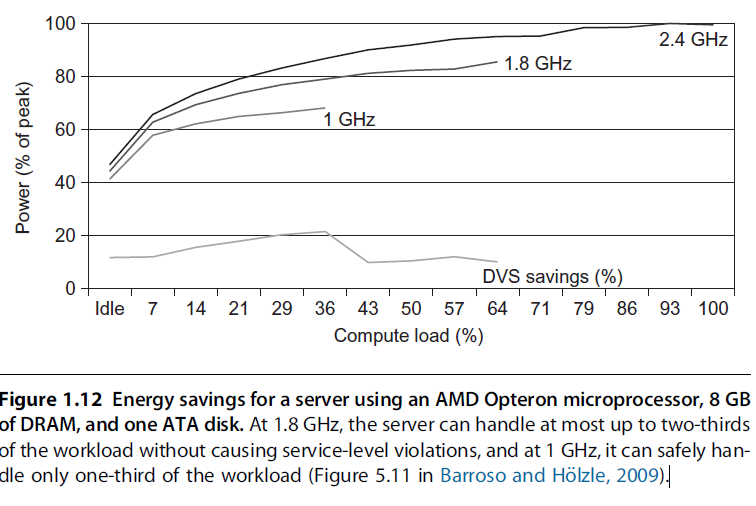 100
80
60
40
20
0
Power (% of peak)
2.4 GHz
1.8 GHz
1 GHz
DVS savings (%)
Idle 7 14 21 29 36 43 50 57 64 71 79 86 93 100
Compute load (%)
Figure 1.12 Energy savings for a server using an AMD Opteron microprocessor, 8 GB
of DRAM, and one ATA disk. At 1.8 GHz, the server can handle at most up to two-thirds
of the workload without causing service-level violations, and at 1 GHz, it can safely han-
dle only one-third of the workload (Figure 5.11 in Barroso and Hölzle, 2009).